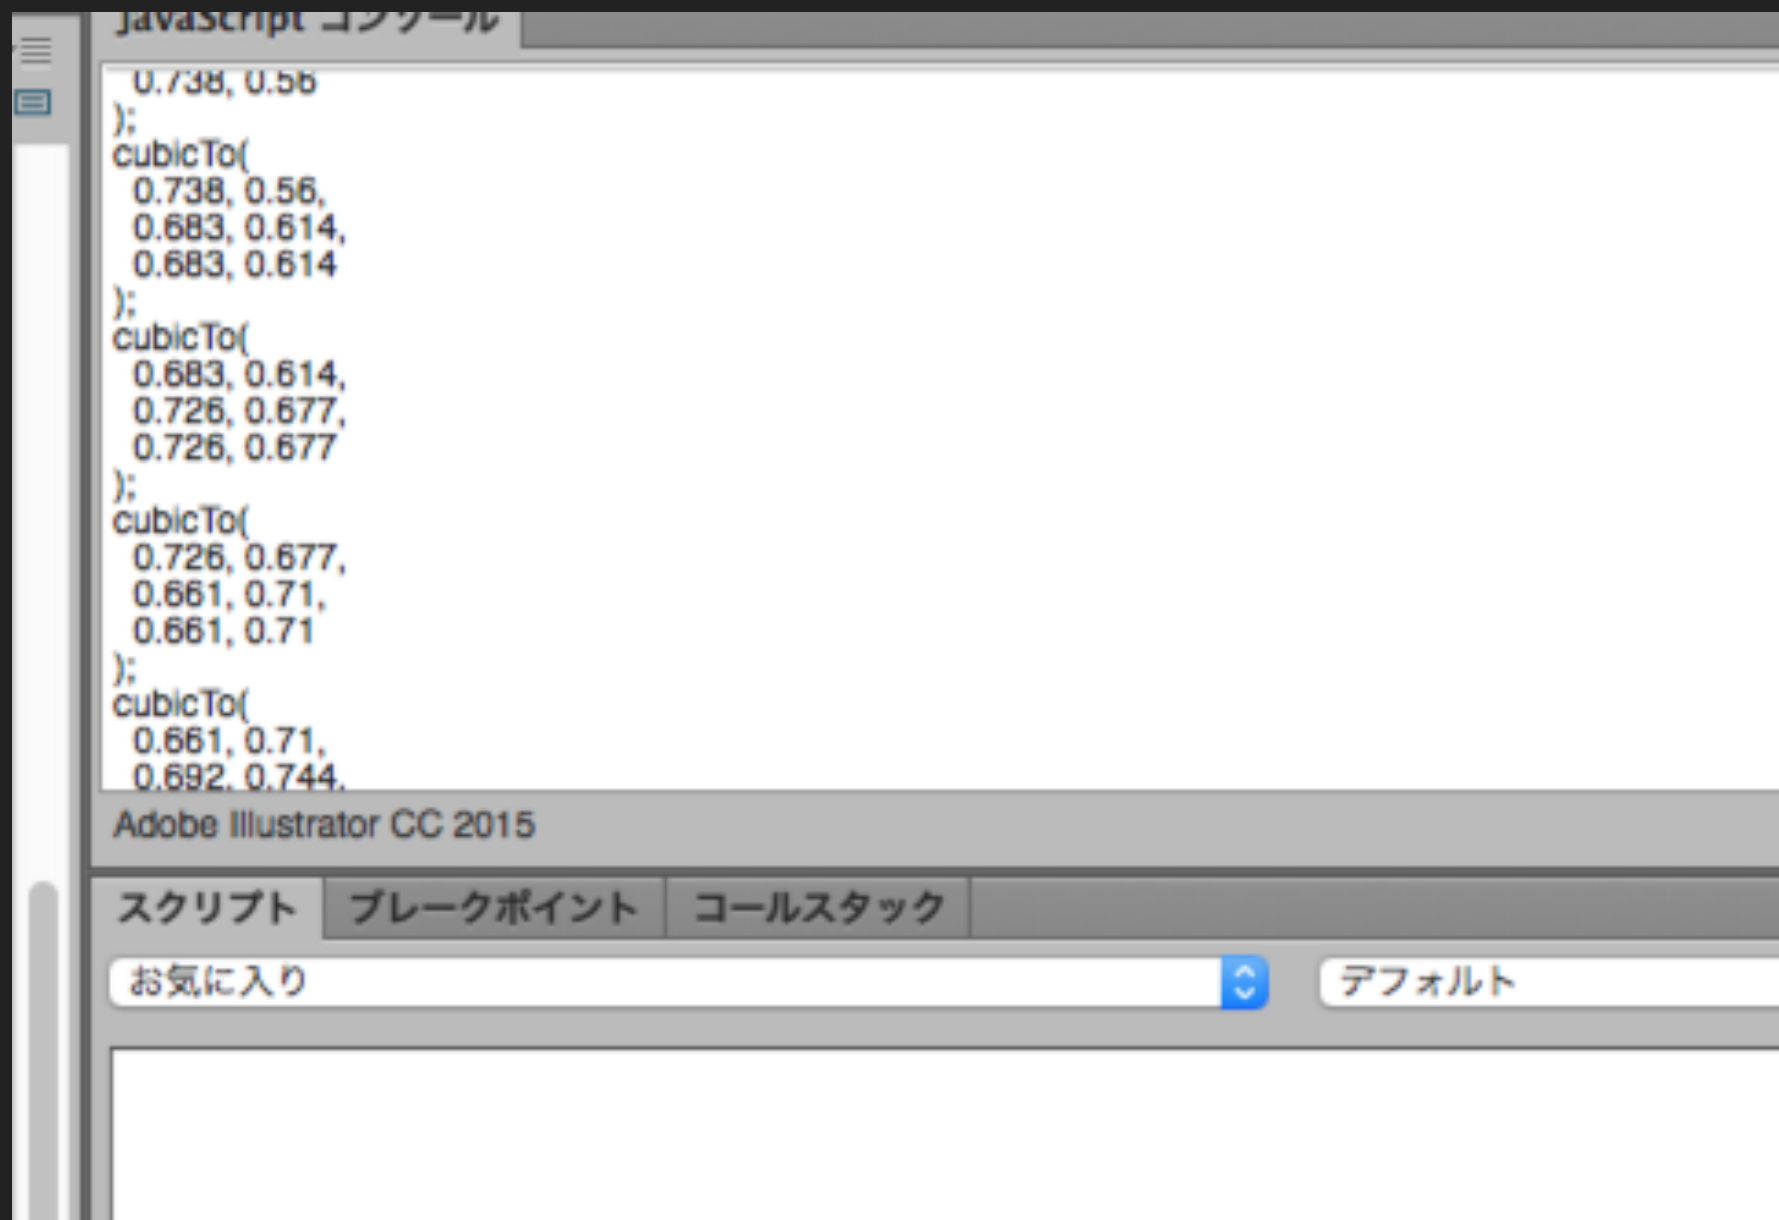 JavaScript コンソール
0.738, 0.56
);
cubicTo(
0.738, 0.56,
0.683, 0.614,
0.683, 0.614
);
cubicTo(
0.683, 0.614,
0.726, 0.677,
0.726, 0.677
);
cubicTo(
0.726, 0.677,
0.661, 0.71,
0.661, 0.71
);
cubicTo(
0.661, 0.71,
0.692, 0.744,
Adobe Illustrator CC 2015
スクリプト ブレークポイント コールスタック
お気に入り デフォルト